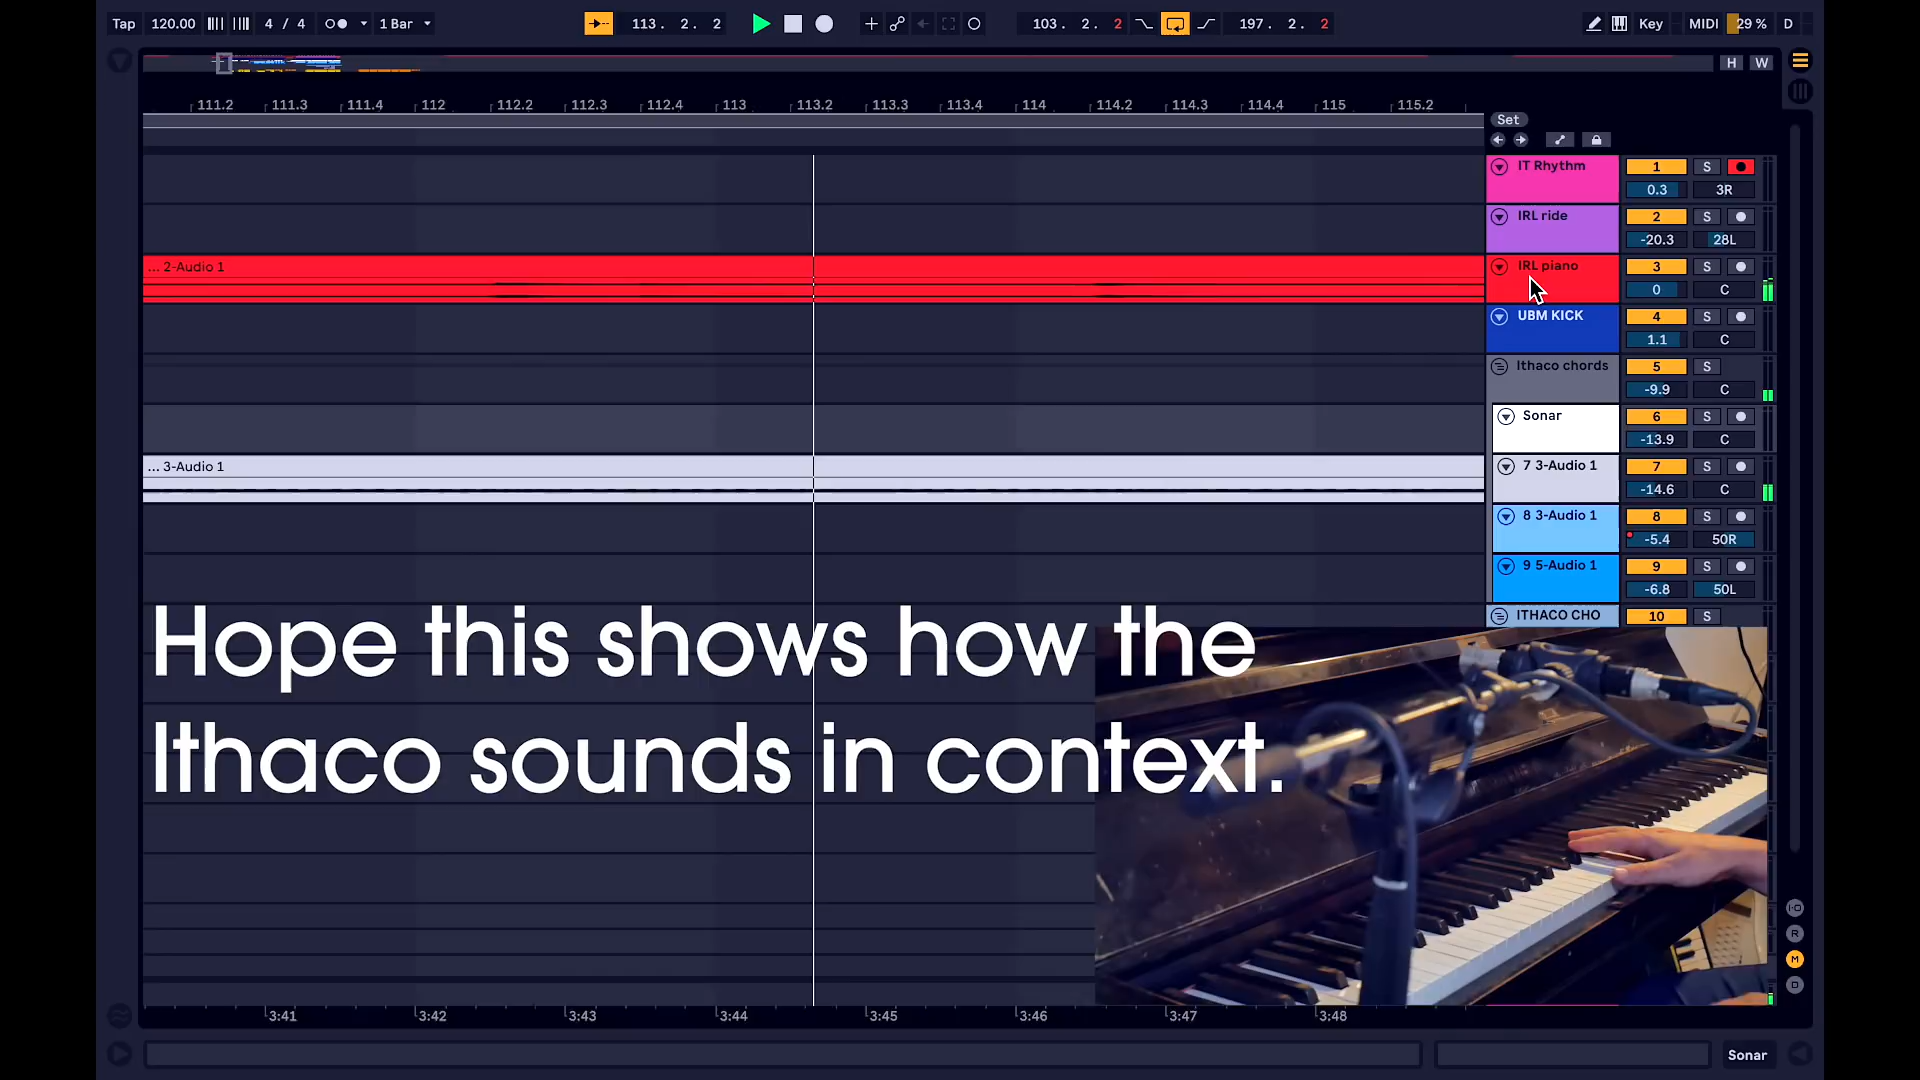 Tap 120.00 4 / 4 1 Bar 113. 2. 2 103. 2. 2 197. 2. 2 Key MIDI 29 % D
H W
111.2 111.3 111.4 112 112.2 112.3 112.4 113 113.2 113.3 113.4 114 114.2 114.3 114.4 115 115.2
Set
IT Rhythm 1 S
0.3 3R
IRL ride 2 S
-20.3 28L
... 2-Audio 1 IRL piano 3 S
0 C
UBM KICK 4 S
1.1 C
Ithaco chords 5 S
-9.9 C
Sonar 6 S
-13.9 C
... 3-Audio 1 7 3-Audio 1 7 S
-14.6 C
8 3-Audio 1 8 S
-5.4 50R
9 5-Audio 1 9 S
-6.8 50L
ITHACO CHO 10 S
Hope this shows how the
Ithaco sounds in context.
I·O
R
M
D
3:41 3:42 3:43 3:44 3:45 3:46 3:47 3:48
Sonar